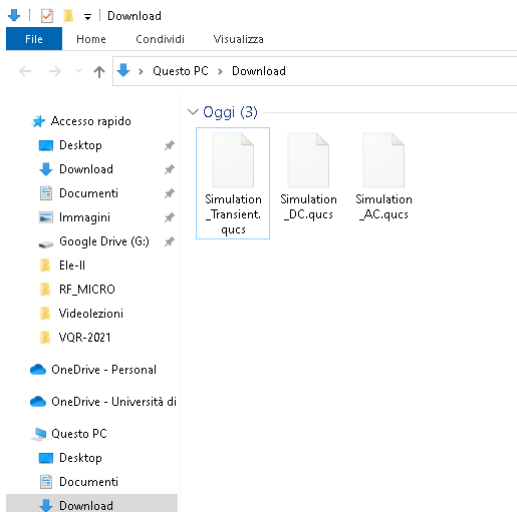 Download
File Home Condividi Visualizza
Questo PC › Download
Oggi (3)
Accesso rapido
Desktop
Download
Documenti
Immagini
Google Drive (G:)
Ele-II
RF_MICRO
Videolezioni
VQR-2021
OneDrive - Personal
OneDrive - Università di
Questo PC
Desktop
Documenti
Download
Simulation
_Transient.
qucs
Simulation
_DC.qucs
Simulation
_AC.qucs